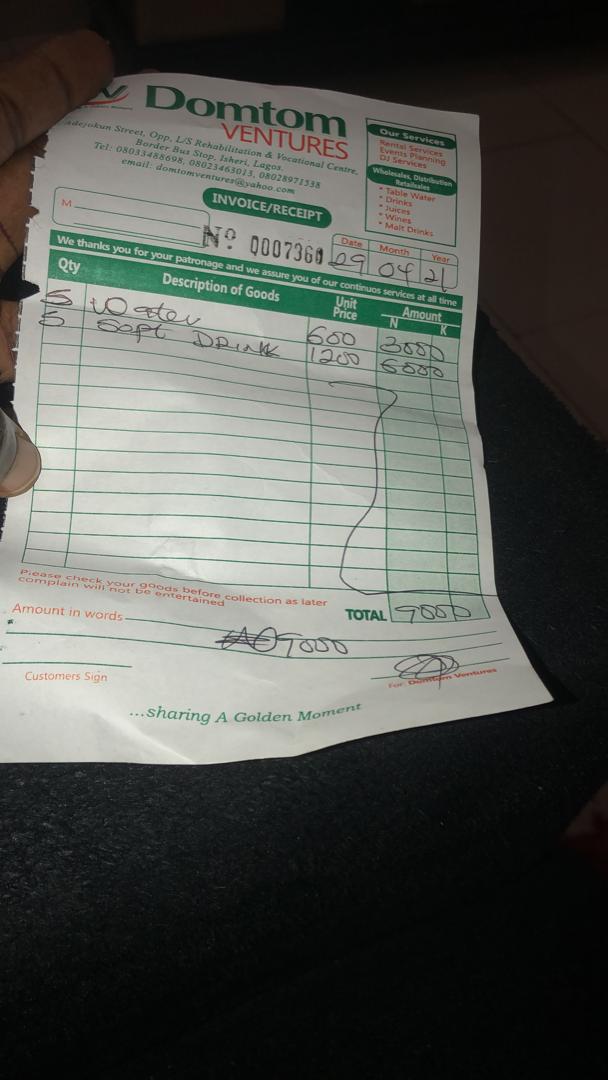 Domtom
VENTURES
Adejokun Street, Opp, L/S Rehabilitation & Vocational Centre,
Border Bus Stop, Isheri, Lagos.
Tel: 08033488698, 08023463013, 08028971538
email: domtomventures@yahoo.com
Our Services
Rental Services
Events Planning
DJ Services
Wholesales, Distribution
Retailsales
* Table Water
* Drinks
* Juices
* Wines
* Malt Drinks
INVOICE/RECEIPT
M
Nº 0007360
Date Month Year
09 04 21
We thanks you for your patronage and we assure you of our continuos services at all time
Qty Description of Goods Unit Price Amount
N K
5 Water 600 3000
5 Soft DRINK 1200 6000
Please check your goods before collection as later
complain will not be entertained
TOTAL 9000
Amount in words
9000
Customers Sign
For: Domtom Ventures
...sharing A Golden Moment